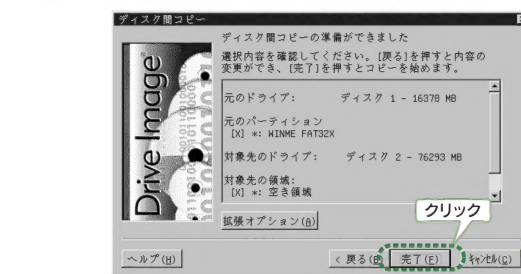 ディスク間コピー
ディスク間コピーの準備ができました
選択内容を確認してください。[戻る]を押すと内容の
変更ができ、[完了]を押すとコピーを始めます。
Drive Image
元のドライブ: ディスク 1 - 16378 MB
元のパーティション
[X] *: WINME FAT32X
対象先のドライブ: ディスク 2 - 76293 MB
対象先の領域:
[X] *: 空き領域
クリック
拡張オプション(A)
ヘルプ(H)
< 戻る(B)
完了(F)
キャンセル(C)